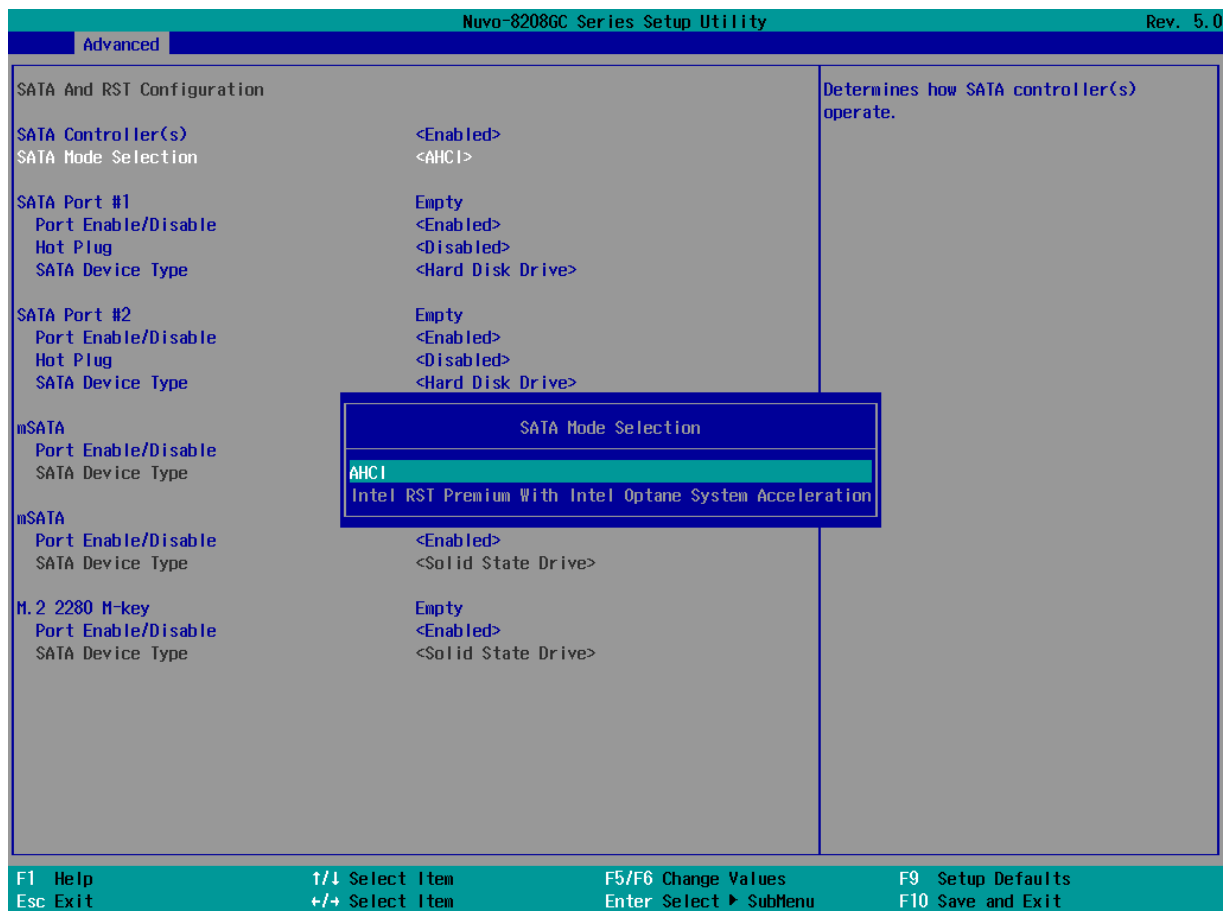 Nuvo-8208GC Series Setup Utility Rev. 5.0
Advanced
SATA And RST Configuration
Determines how SATA controller(s)
operate.
SATA Controller(s) <Enabled>
SATA Mode Selection <AHCI>
SATA Port #1 Empty
Port Enable/Disable <Enabled>
Hot Plug <Disabled>
SATA Device Type <Hard Disk Drive>
SATA Port #2 Empty
Port Enable/Disable <Enabled>
Hot Plug <Disabled>
SATA Device Type <Hard Disk Drive>
mSATA
Port Enable/Disable
SATA Device Type
SATA Mode Selection
AHCI
Intel RST Premium With Intel Optane System Acceleration
mSATA
Port Enable/Disable <Enabled>
SATA Device Type <Solid State Drive>
M.2 2280 M-key Empty
Port Enable/Disable <Enabled>
SATA Device Type <Solid State Drive>
F1 Help ↑/↓ Select Item F5/F6 Change Values F9 Setup Defaults
Esc Exit ←/→ Select Item Enter Select ▶ SubMenu F10 Save and Exit